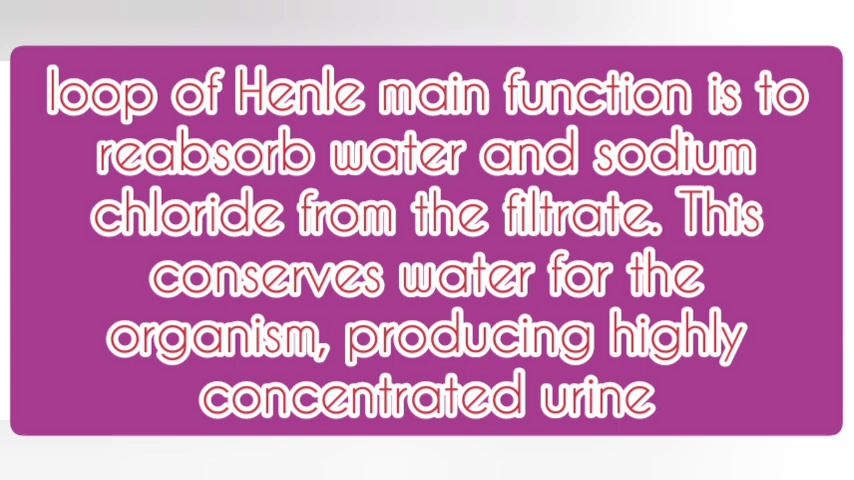 loop of Henle main function is to
reabsorb water and sodium
chloride from the filtrate. This
conserves water for the
organism, producing highly
concentrated urine